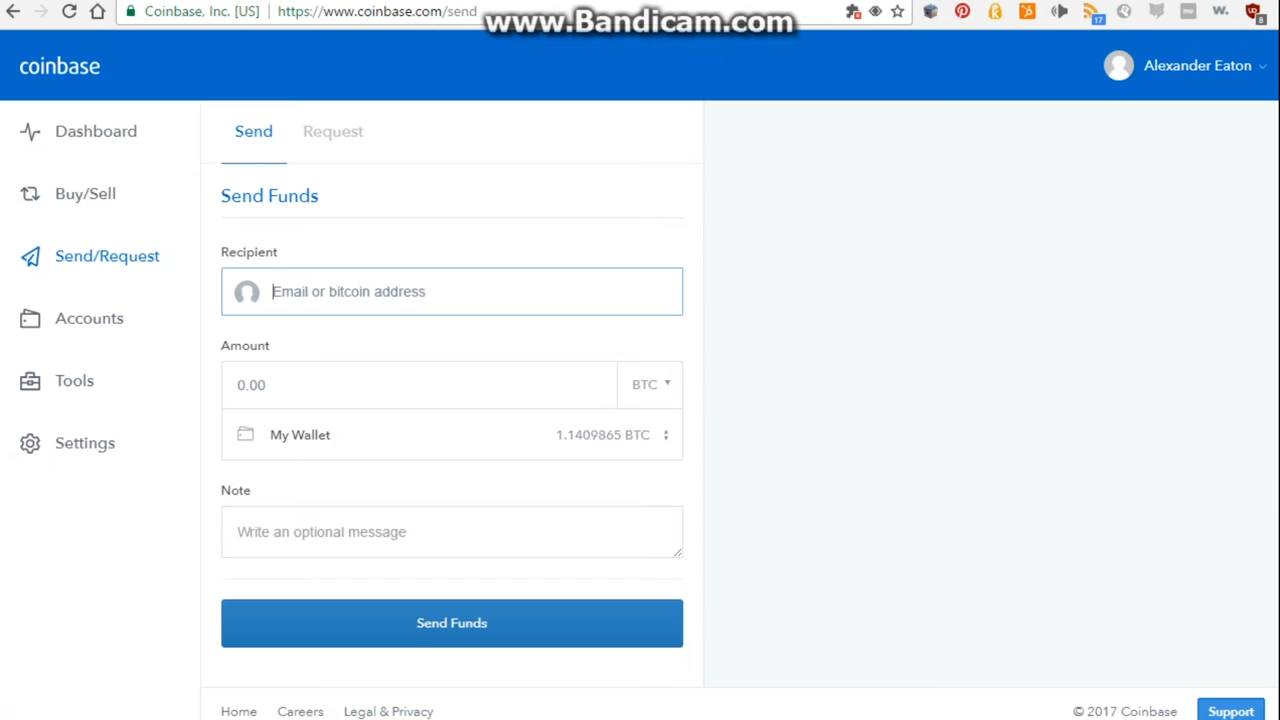 Coinbase, Inc. [US] https://www.coinbase.com/send
www.Bandicam.com
17
8
coinbase
Alexander Eaton
Dashboard
Buy/Sell
Send/Request
Accounts
Tools
Settings
Send Request
Send Funds
Recipient
Email or bitcoin address
Amount
0.00 BTC
My Wallet 1.1409865 BTC
Note
Write an optional message
Send Funds
Home Careers Legal & Privacy © 2017 Coinbase Support